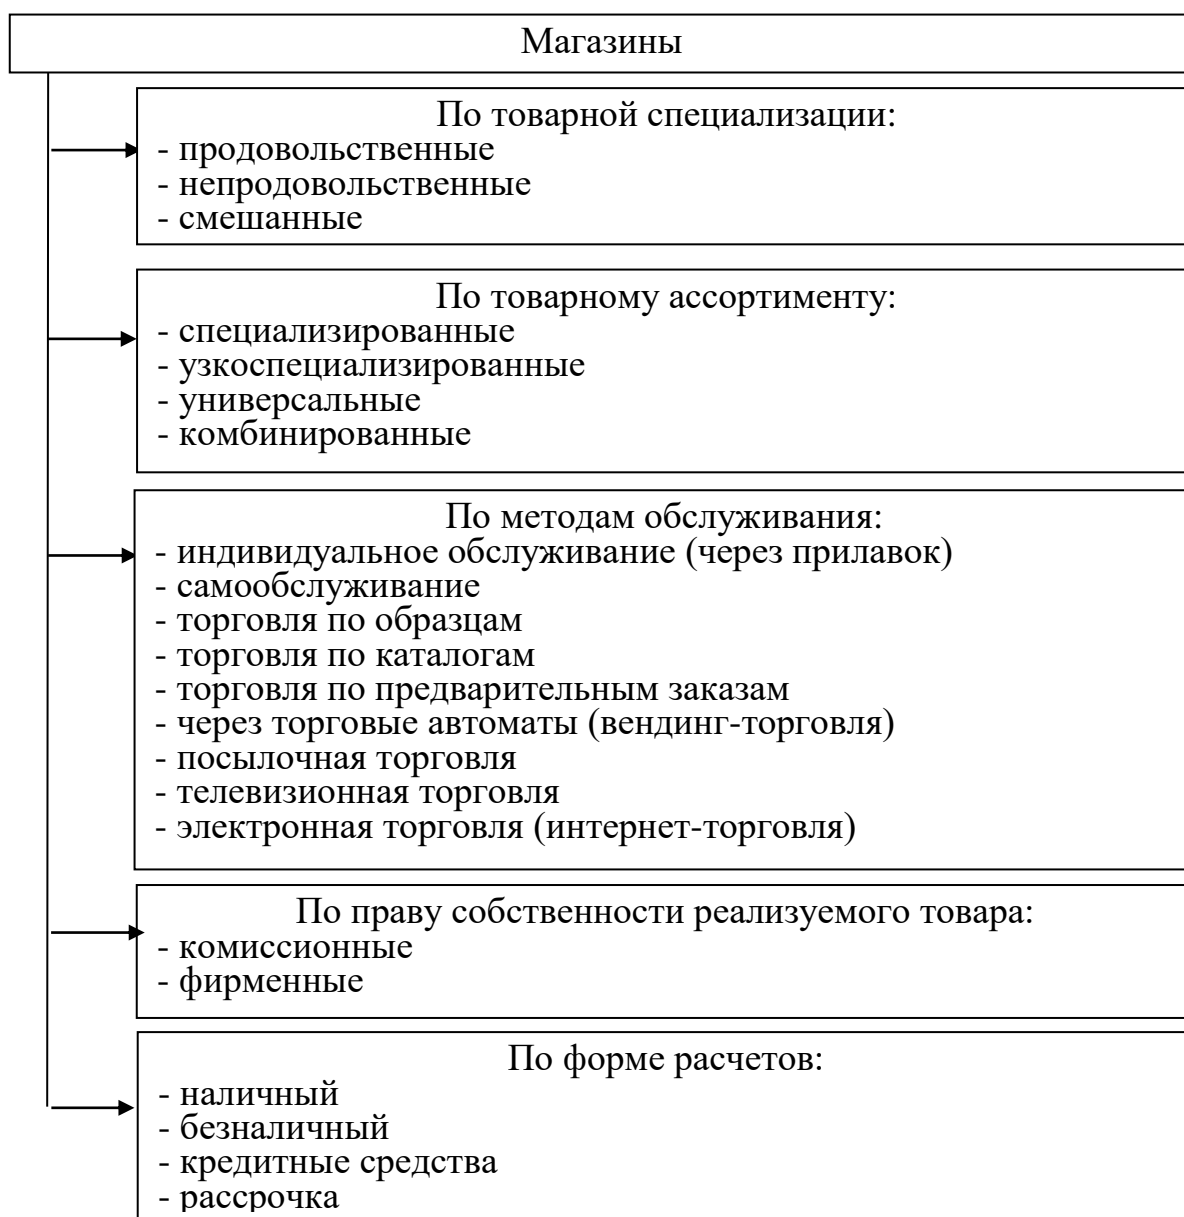 Магазины
По товарной специализации:
- продовольственные
- непродовольственные
- смешанные
По товарному ассортименту:
- специализированные
- узкоспециализированные
- универсальные
- комбинированные
По методам обслуживания:
- индивидуальное обслуживание (через прилавок)
- самообслуживание
- торговля по образцам
- торговля по каталогам
- торговля по предварительным заказам
- через торговые автоматы (вендинг-торговля)
- посылочная торговля
- телевизионная торговля
- электронная торговля (интернет-торговля)
По праву собственности реализуемого товара:
- комиссионные
- фирменные
По форме расчетов:
- наличный
- безналичный
- кредитные средства
- рассрочка